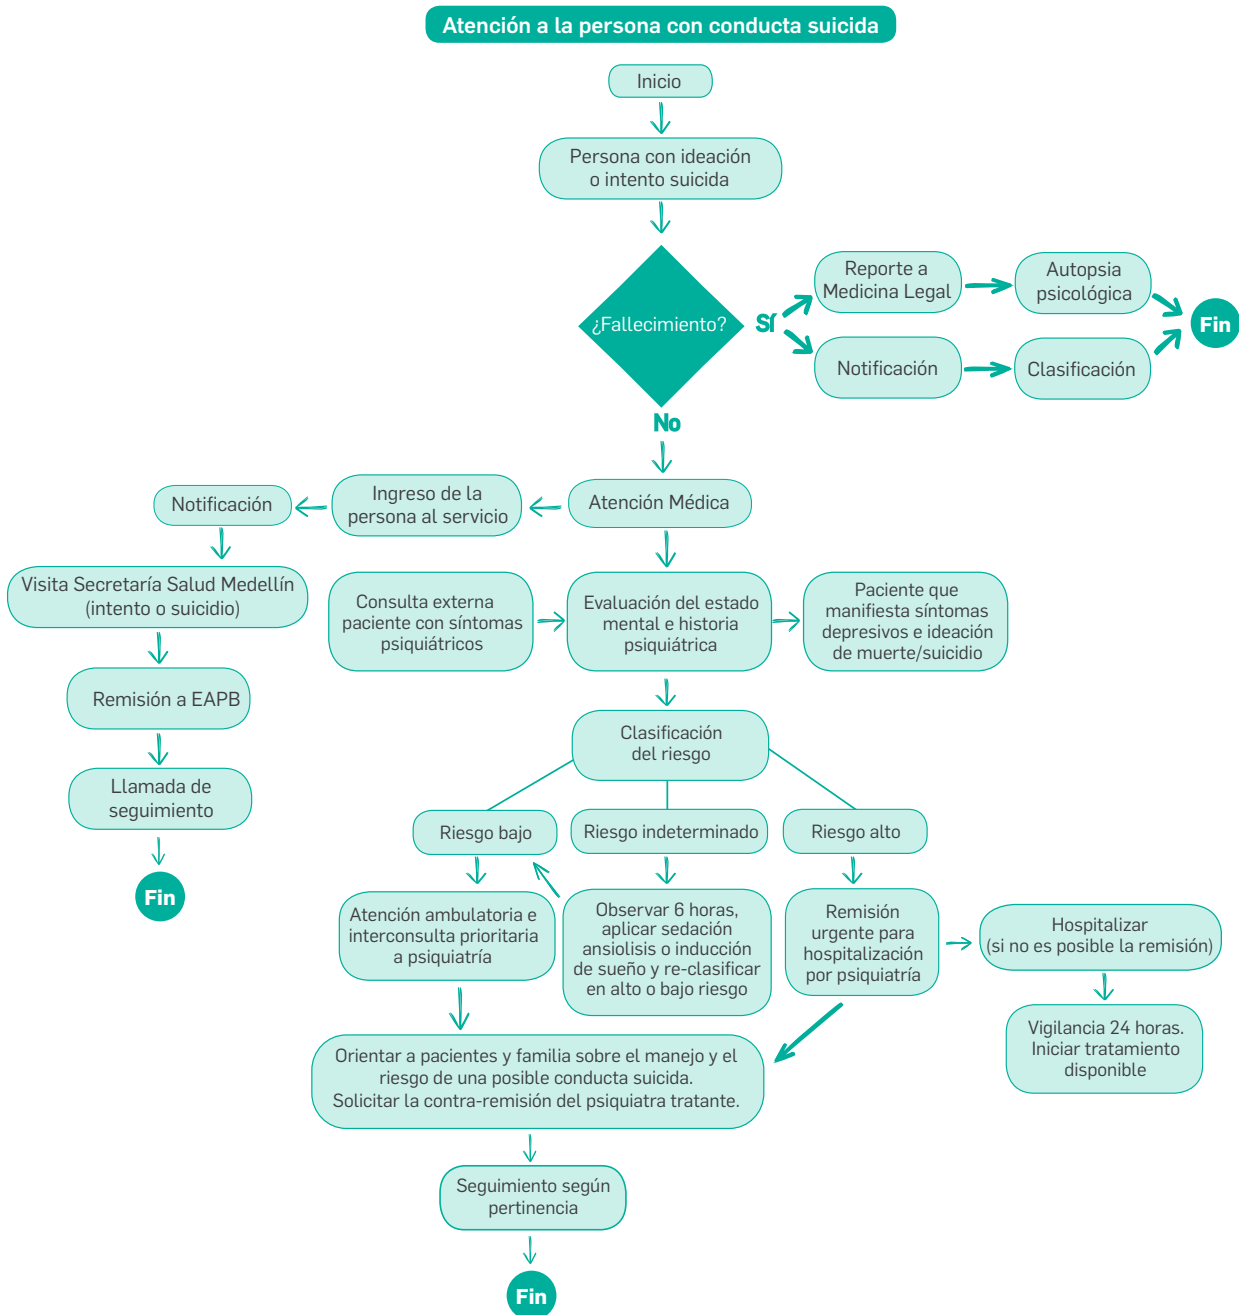 Atención a la persona con conducta suicida
Inicio
Persona con ideación
o intento suicida
¿Fallecimiento?
Sí
Reporte a
Medicina Legal
Autopsia
psicológica
Notificación
Clasificación
Fin
No
Atención Médica
Ingreso de la
persona al servicio
Notificación
Visita Secretaría Salud Medellín
(intento o suicidio)
Remisión a EAPB
Llamada de
seguimiento
Fin
Consulta externa
paciente con síntomas
psiquiátricos
Evaluación del estado
mental e historia
psiquiátrica
Paciente que
manifiesta síntomas
depresivos e ideación
de muerte/suicidio
Clasificación
del riesgo
Riesgo bajo
Riesgo indeterminado
Riesgo alto
Atención ambulatoria e
interconsulta prioritaria
a psiquiatría
Observar 6 horas,
aplicar sedación
ansiolisis o inducción
de sueño y re-clasificar
en alto o bajo riesgo
Remisión
urgente para
hospitalización
por psiquiatría
Hospitalizar
(si no es posible la remisión)
Vigilancia 24 horas.
Iniciar tratamiento
disponible
Orientar a pacientes y familia sobre el manejo y el
riesgo de una posible conducta suicida.
Solicitar la contra-remisión del psiquiatra tratante.
Seguimiento según
pertinencia
Fin